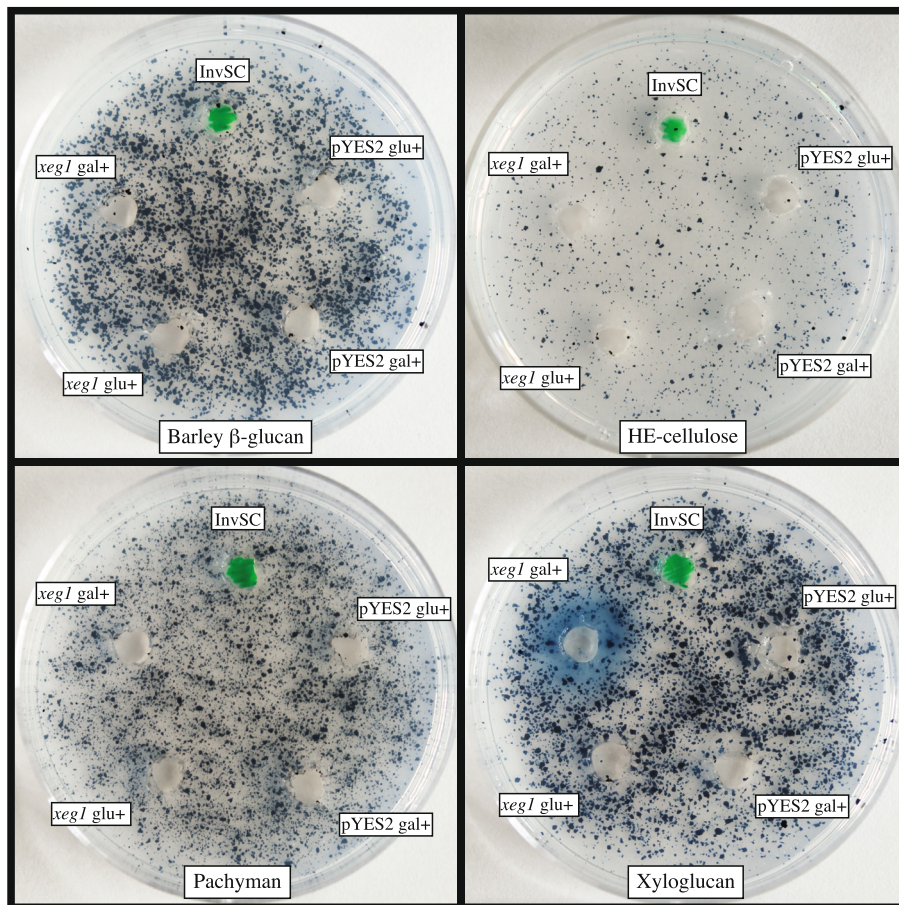 InvSC
pYES2 glu+
xeg1 gal+
pYES2 gal+
xeg1 glu+
Barley β-glucan
InvSC
pYES2 glu+
xeg1 gal+
pYES2 gal+
xeg1 glu+
HE-cellulose
InvSC
xeg1 gal+
pYES2 glu+
xeg1 glu+
pYES2 gal+
Pachyman
InvSC
xeg1 gal+
pYES2 glu+
xeg1 glu+
pYES2 gal+
Xyloglucan